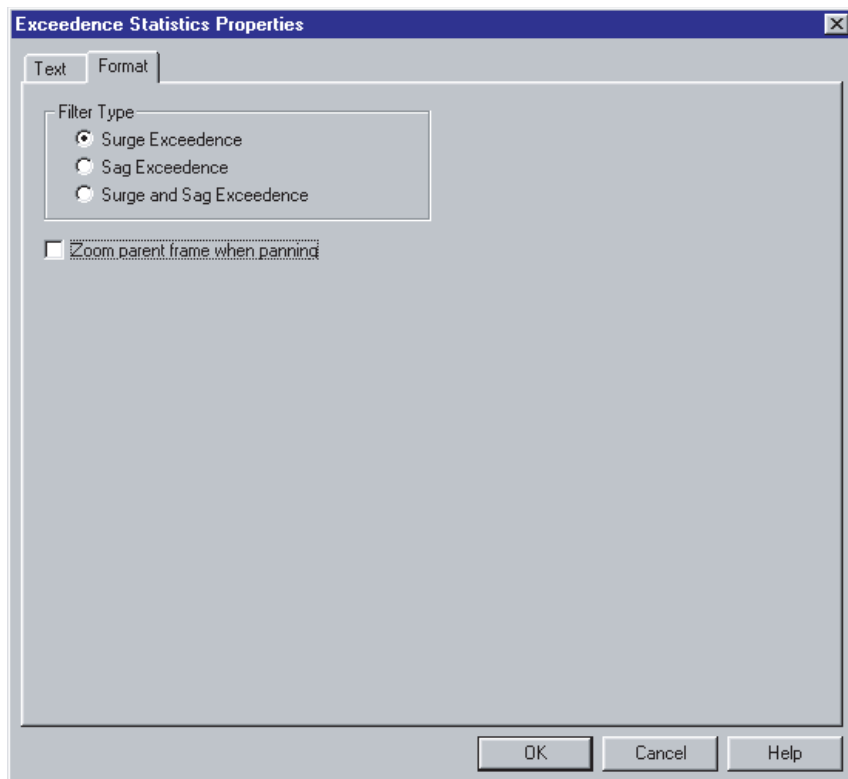 Exceedence Statistics Properties
Text Format
Filter Type
Surge Exceedence
Sag Exceedence
Surge and Sag Exceedence
Zoom parent frame when panning
OK Cancel Help